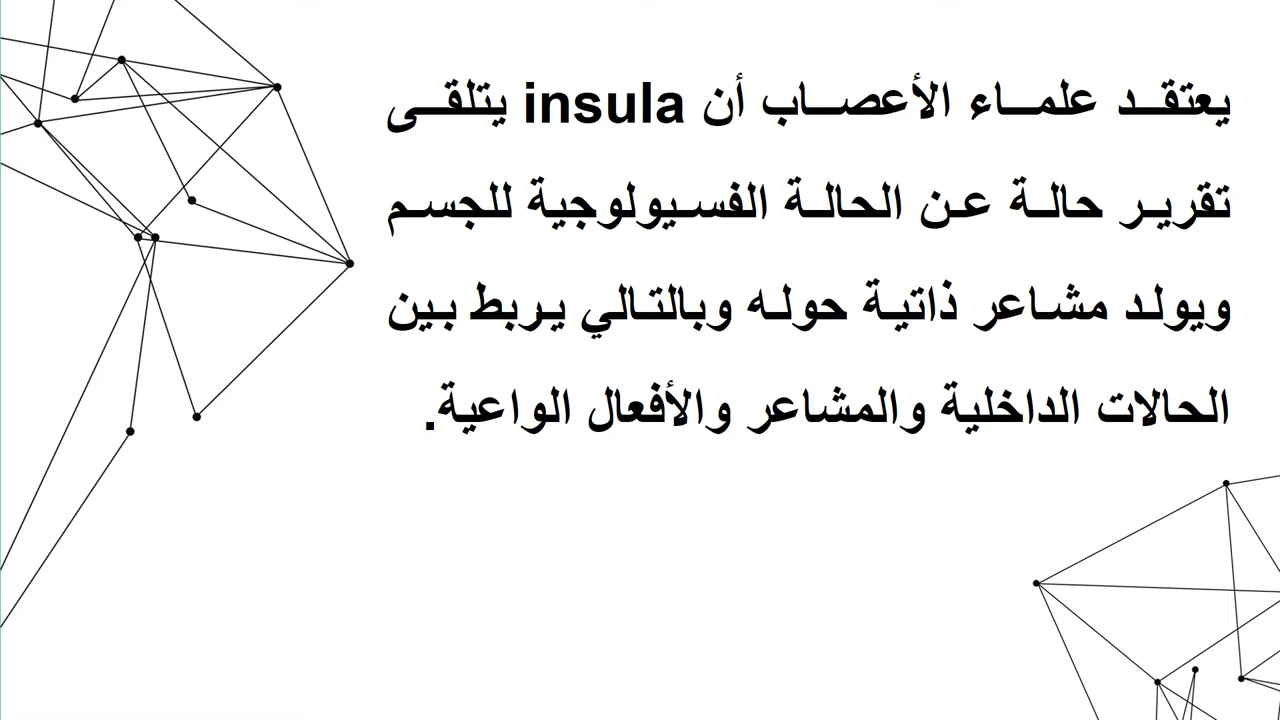 يعتقد علماء الأعصاب أن insula يتلقى
تقرير حالة عن الحالة الفسيولوجية للجسم
ويولد مشاعر ذاتية حوله وبالتالي يربط بين
الحالات الداخلية والمشاعر والأفعال الواعية.